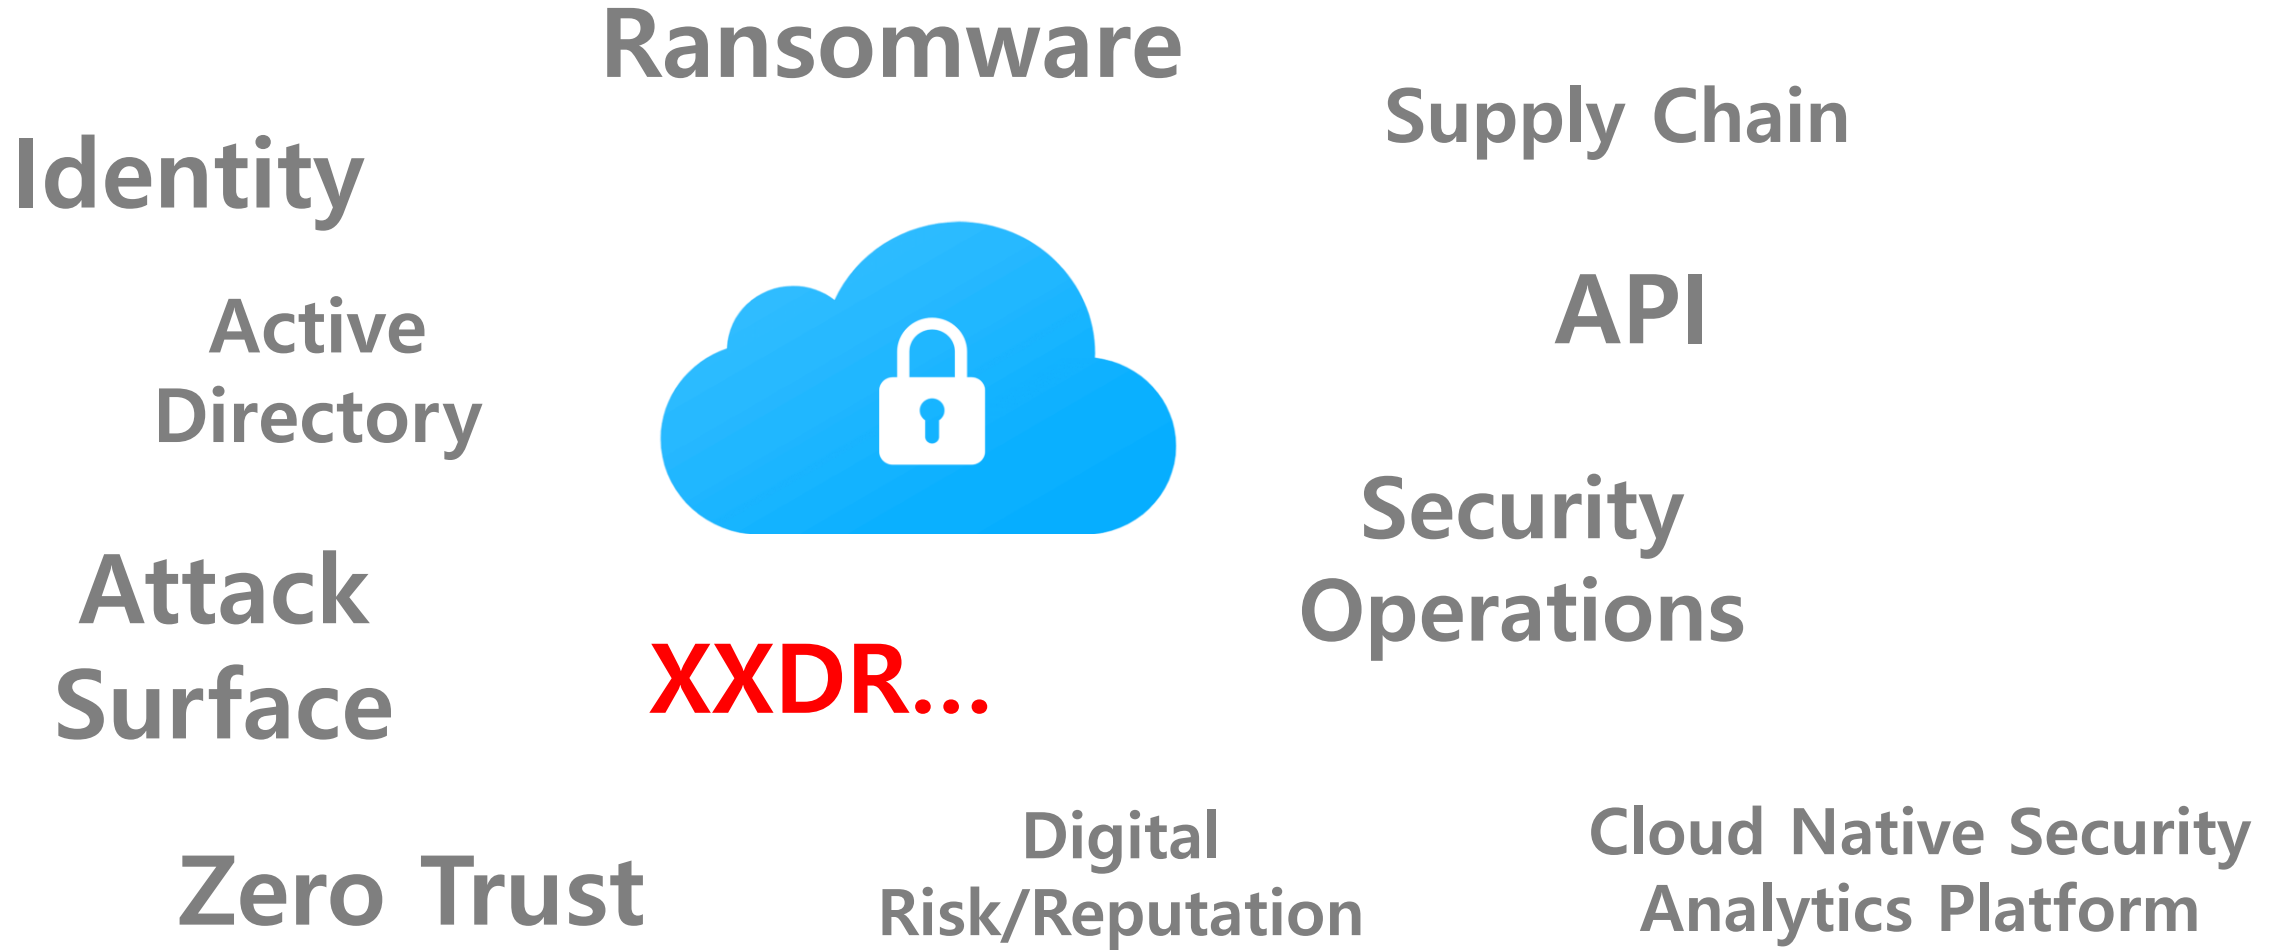 Ransomware
Supply Chain
Identity
Active
Directory
API
Security
Operations
Attack
Surface
XXDR...
Digital
Risk/Reputation
Cloud Native Security
Analytics Platform
Zero Trust